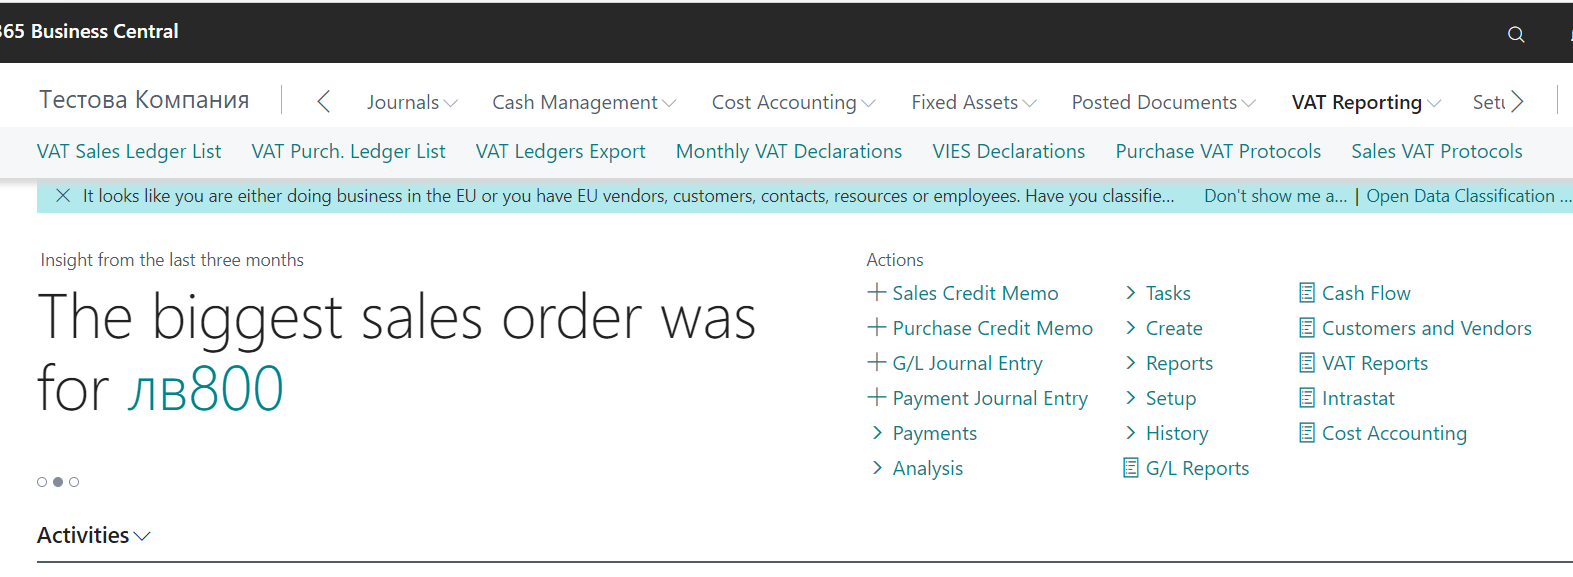 365 Business Central
Тестова Компания
Journals Cash Management Cost Accounting Fixed Assets Posted Documents VAT Reporting
VAT Sales Ledger List VAT Purch. Ledger List VAT Ledgers Export Monthly VAT Declarations VIES Declarations Purchase VAT Protocols Sales VAT Protocols
It looks like you are either doing business in the EU or you have EU vendors, customers, contacts, resources or employees. Have you classifie... Don't show me a... | Open Data Classification ...
Insight from the last three months
The biggest sales order was
for лв800
Activities
Actions
Sales Credit Memo
Purchase Credit Memo
G/L Journal Entry
Payment Journal Entry
Payments
Analysis
Tasks
Create
Reports
Setup
History
G/L Reports
Cash Flow
Customers and Vendors
VAT Reports
Intrastat
Cost Accounting